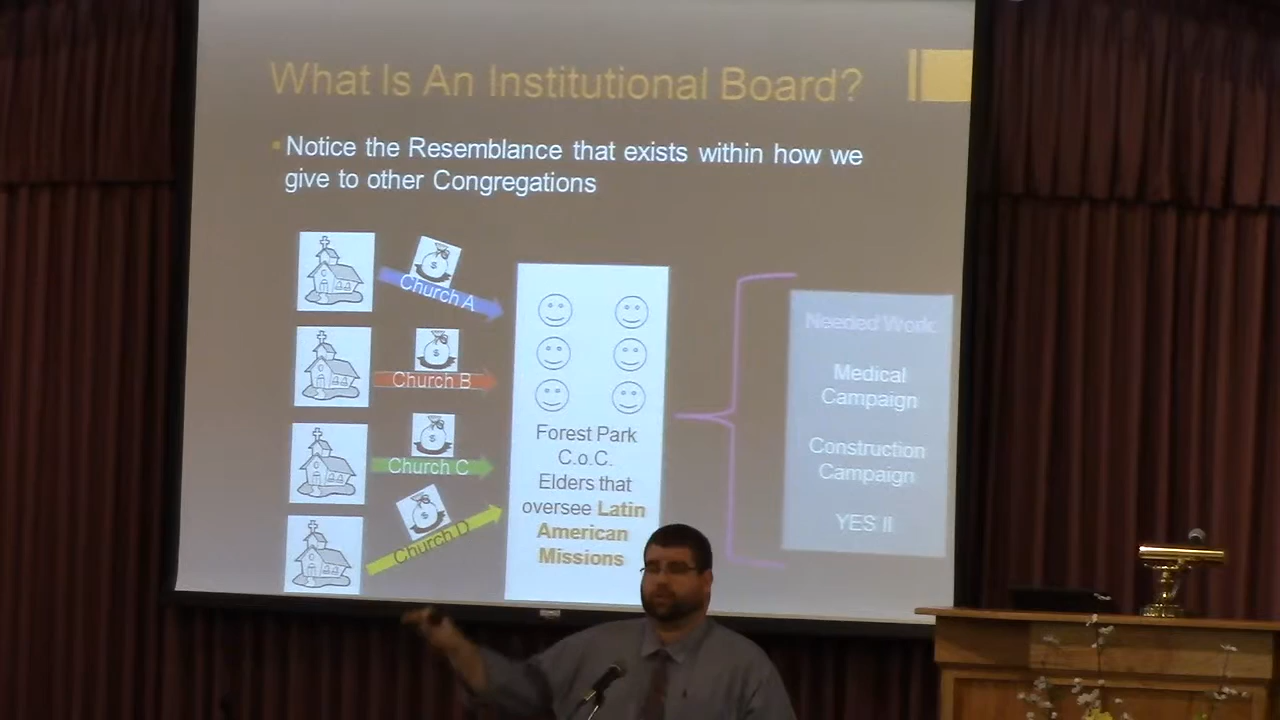 What Is An Institutional Board?
Notice the Resemblance that exists within how we
give to other Congregations
Church A
Church B
Church C
Church D
$
$
$
$
Forest Park
C.o.C.
Elders that
oversee Latin
American
Missions
Needed Work:
Medical
Campaign
Construction
Campaign
YES II